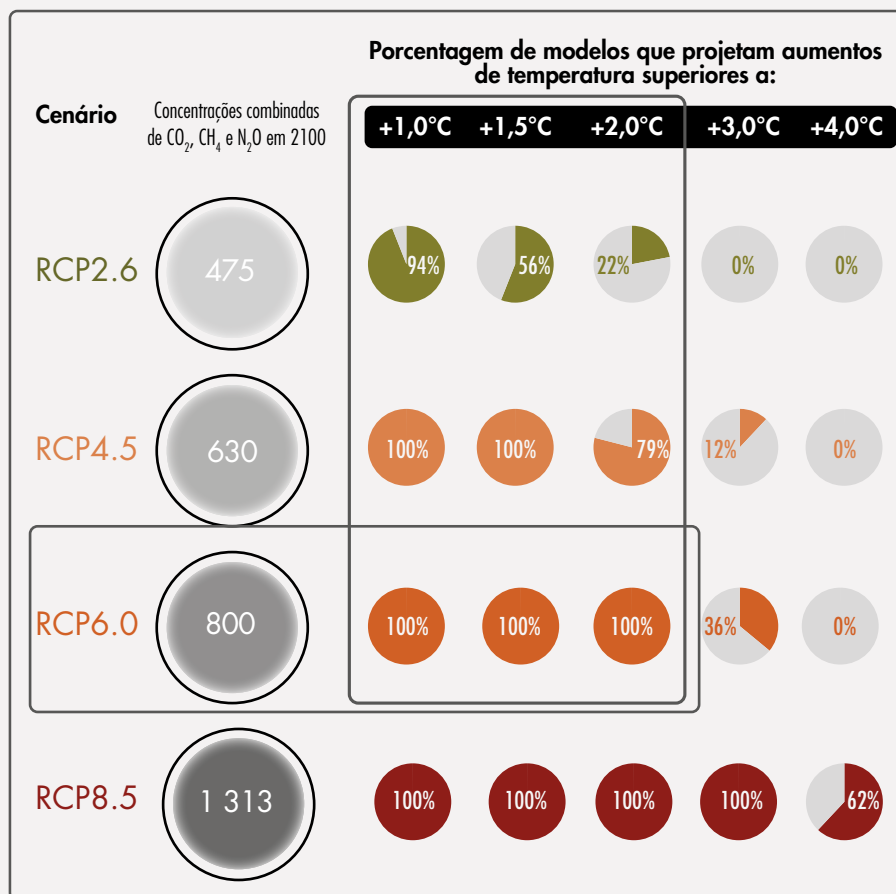 Porcentagem de modelos que projetam aumentos
de temperatura superiores a:
Cenário
Concentrações combinadas
de CO₂, CH₄ e N₂O em 2100
+1,0°C +1,5°C +2,0°C +3,0°C +4,0°C
RCP2.6 475 94% 56% 22% 0% 0%
RCP4.5 630 100% 100% 79% 12% 0%
RCP6.0 800 100% 100% 100% 36% 0%
RCP8.5 1 313 100% 100% 100% 100% 62%